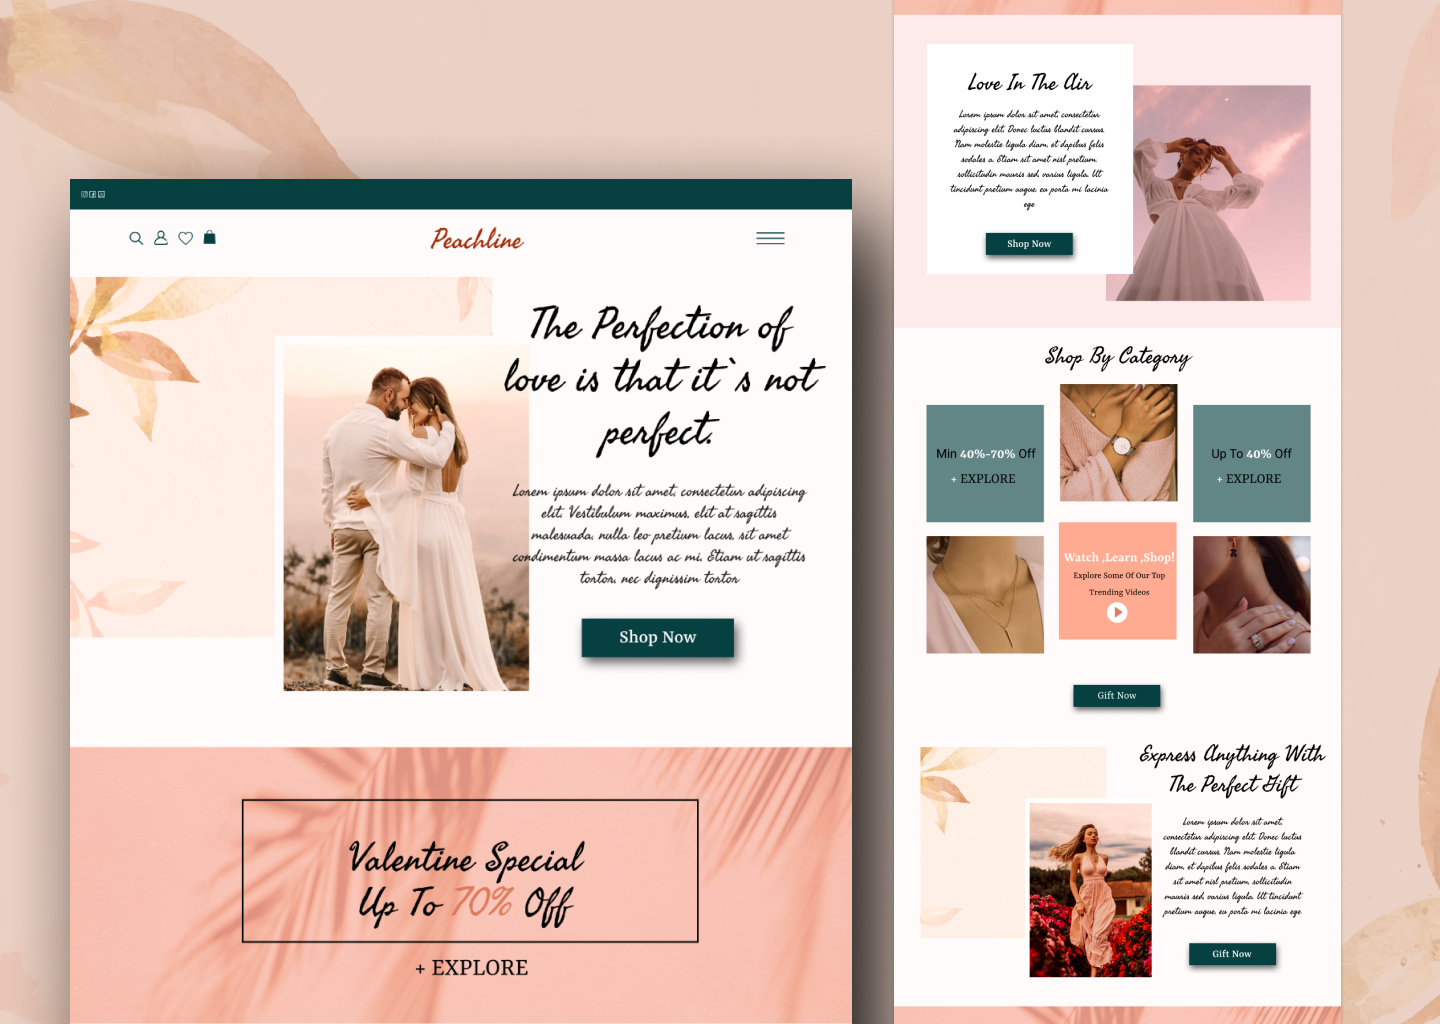 Peachline
The Perfection of
love is that it`s not
perfect.
Lorem ipsum dolor sit amet, consectetur adipiscing
elit. Vestibulum maximus, elit at sagittis
malesuada, nulla leo pretium lacus, sit amet
condimentum massa lacus ac mi. Etiam ut sagittis
tortor, nec dignissim tortor
Shop Now
Valentine Special
Up To 70% Off
+ EXPLORE
Love In The Air
Lorem ipsum dolor sit amet, consectetur
adipiscing elit. Donec luctus blandit cursus.
Nam molestie ligula diam, et dapibus felis
sodales a. Etiam sit amet nisl pretium,
sollicitudin mauris sed, varius ligula. Ut
tincidunt pretium augue, eu porta mi lacinia
ege
Shop Now
Shop By Category
Min 40%-70% Off
+ EXPLORE
Up To 40% Off
+ EXPLORE
Watch ,Learn ,Shop!
Explore Some Of Our Top
Trending Videos
Gift Now
Express Anything With
The Perfect Gift
Lorem ipsum dolor sit amet,
consectetur adipiscing elit. Donec luctus
blandit cursus. Nam molestie ligula
diam, et dapibus felis sodales a. Etiam
sit amet nisl pretium, sollicitudin
mauris sed, varius ligula. Ut tincidunt
pretium augue, eu porta mi lacinia ege
Gift Now